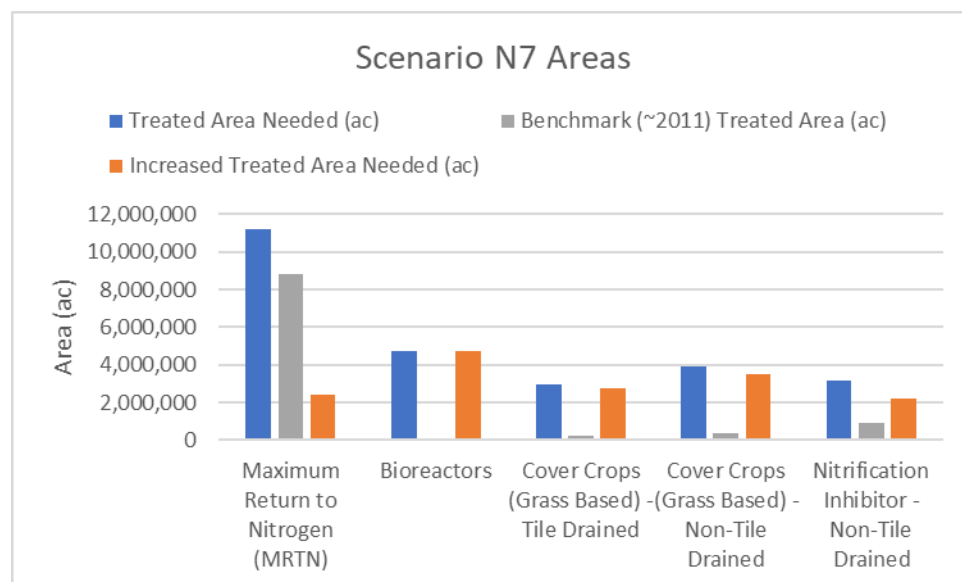 Scenario N7 Areas
Treated Area Needed (ac)
Benchmark (~2011) Treated Area (ac)
Increased Treated Area Needed (ac)
Area (ac)
12,000,000
10,000,000
8,000,000
6,000,000
4,000,000
2,000,000
0
Maximum
Return to
Nitrogen
(MRTN)
Bioreactors
Cover Crops
(Grass Based) -
Tile Drained
Cover Crops
(Grass Based) -
Non-Tile
Drained
Nitrification
Inhibitor -
Non-Tile
Drained